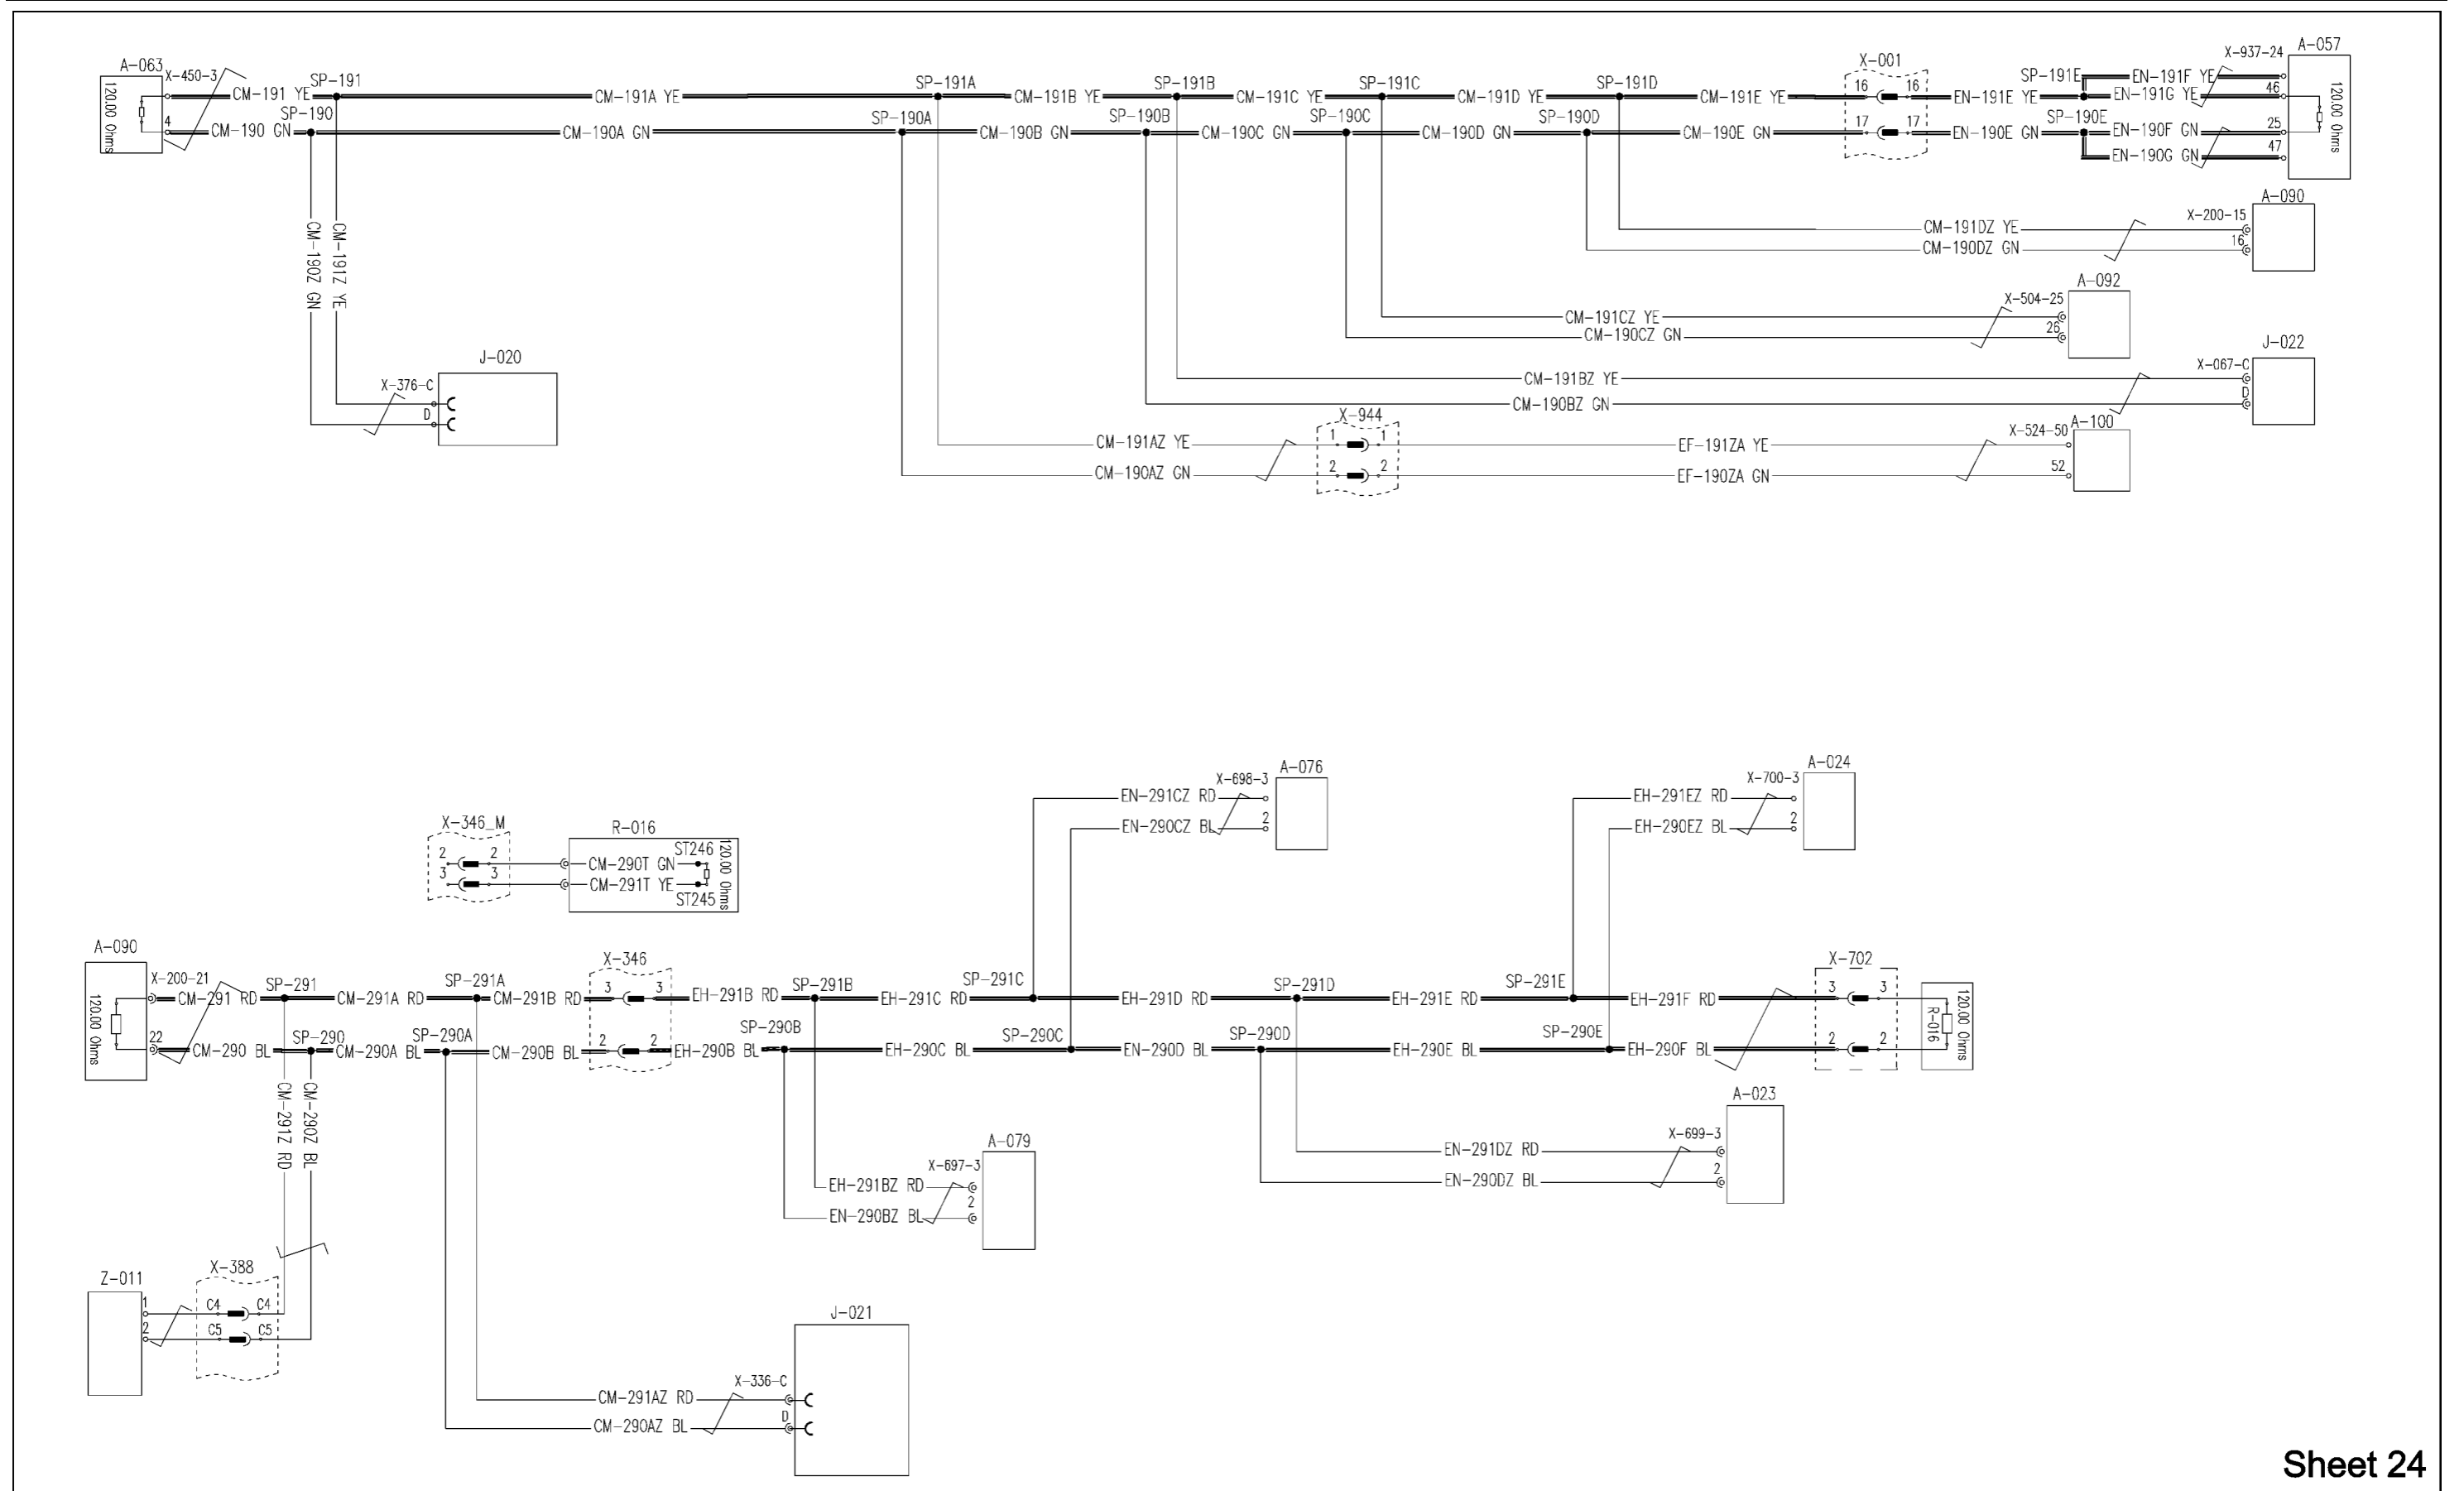 A-063
X-450-3
120.00 Ohms
4
CM-191 YE
SP-191
CM-191A YE
SP-191A
CM-191B YE
SP-191B
CM-191C YE
SP-191C
CM-191D YE
SP-191D
CM-191E YE
X-001
16 16
EN-191E YE
SP-191E
EN-191F YE
EN-191G YE
X-937-24
A-057
46
120.00 Ohms
CM-190 GN
SP-190
CM-190A GN
SP-190A
CM-190B GN
SP-190B
CM-190C GN
SP-190C
CM-190D GN
SP-190D
CM-190E GN
17 17
EN-190E GN
SP-190E
EN-190F GN
25
EN-190G GN
47
CM-190Z GN
CM-191Z YE
A-090
X-200-15
CM-191DZ YE
CM-190DZ GN
16
A-092
X-504-25
CM-191CZ YE
CM-190CZ GN
26
J-022
X-067-C
CM-191BZ YE
CM-190BZ GN
D
J-020
X-376-C
D
X-944
A-100
X-524-50
CM-191AZ YE
1 1
EF-191ZA YE
CM-190AZ GN
2 2
EF-190ZA GN
52
A-076
X-698-3
EN-291CZ RD
EN-290CZ BL
2
A-024
X-700-3
EH-291EZ RD
EH-290EZ BL
2
X-346_M
R-016
2 2
CM-290T GN
ST246
3 3
CM-291T YE
ST245
120.00 Ohms
A-090
X-200-21
120.00 Ohms
CM-291 RD
SP-291
CM-291A RD
SP-291A
CM-291B RD
X-346
3 3
EH-291B RD
SP-291B
EH-291C RD
SP-291C
EH-291D RD
SP-291D
EH-291E RD
SP-291E
EH-291F RD
X-702
3 3
R-016
120.00 Ohms
22
CM-290 BL
SP-290
CM-290A BL
SP-290A
CM-290B BL
2 2
EH-290B BL
SP-290B
EH-290C BL
SP-290C
EN-290D BL
SP-290D
EH-290E BL
SP-290E
EH-290F BL
2 2
CM-291Z RD
CM-290Z BL
A-023
X-699-3
EN-291DZ RD
EN-290DZ BL
2
A-079
X-697-3
EH-291BZ RD
EN-290BZ BL
2
Z-011
X-388
1
C4 C4
2
C5 C5
J-021
X-336-C
CM-291AZ RD
CM-290AZ BL
D
Sheet 24